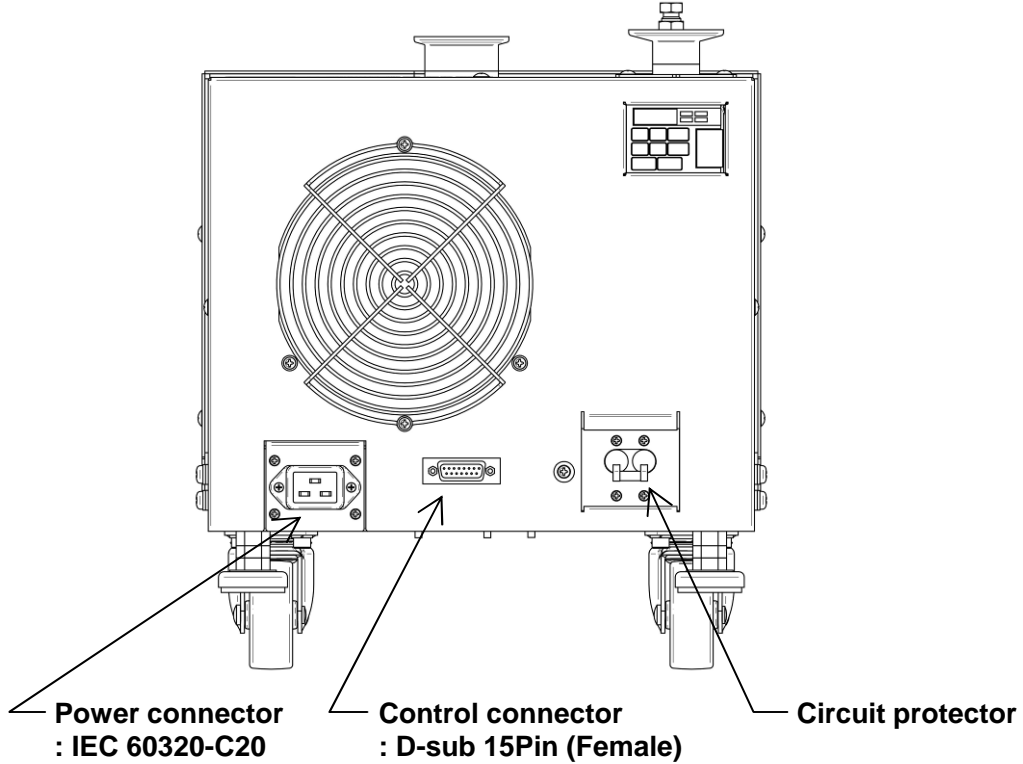 Power connector
: IEC 60320-C20
Control connector
: D-sub 15Pin (Female)
Circuit protector